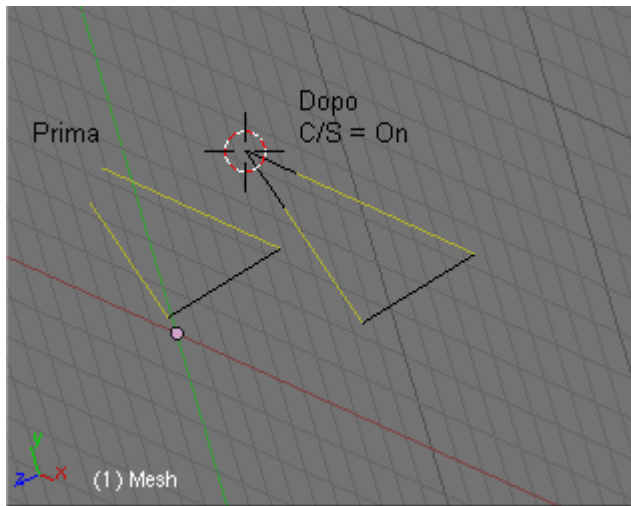 Dopo
Prima
C/S = On
y
z
x
(1) Mesh